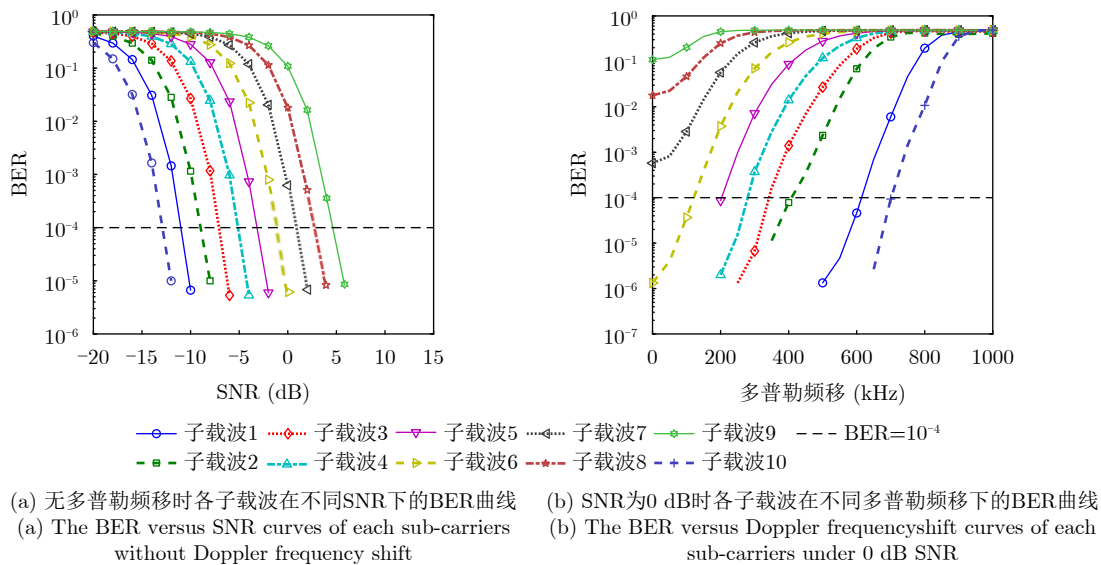 10⁰
10⁻¹
10⁻²
10⁻³
10⁻⁴
10⁻⁵
10⁻⁶
BER
−20 −15 −10 −5 0 5 10 15
SNR (dB)
10⁰
10⁻¹
10⁻²
10⁻³
10⁻⁴
10⁻⁵
10⁻⁶
10⁻⁷
BER
0 200 400 600 800 1000
多普勒频移 (kHz)
子载波1 子载波3 子载波5 子载波7 子载波9 BER=10⁻⁴
子载波2 子载波4 子载波6 子载波8 子载波10
(a) 无多普勒频移时各子载波在不同SNR下的BER曲线
(a) The BER versus SNR curves of each sub-carriers
without Doppler frequency shift
(b) SNR为0 dB时各子载波在不同多普勒频移下的BER曲线
(b) The BER versus Doppler frequencyshift curves of each
sub-carriers under 0 dB SNR